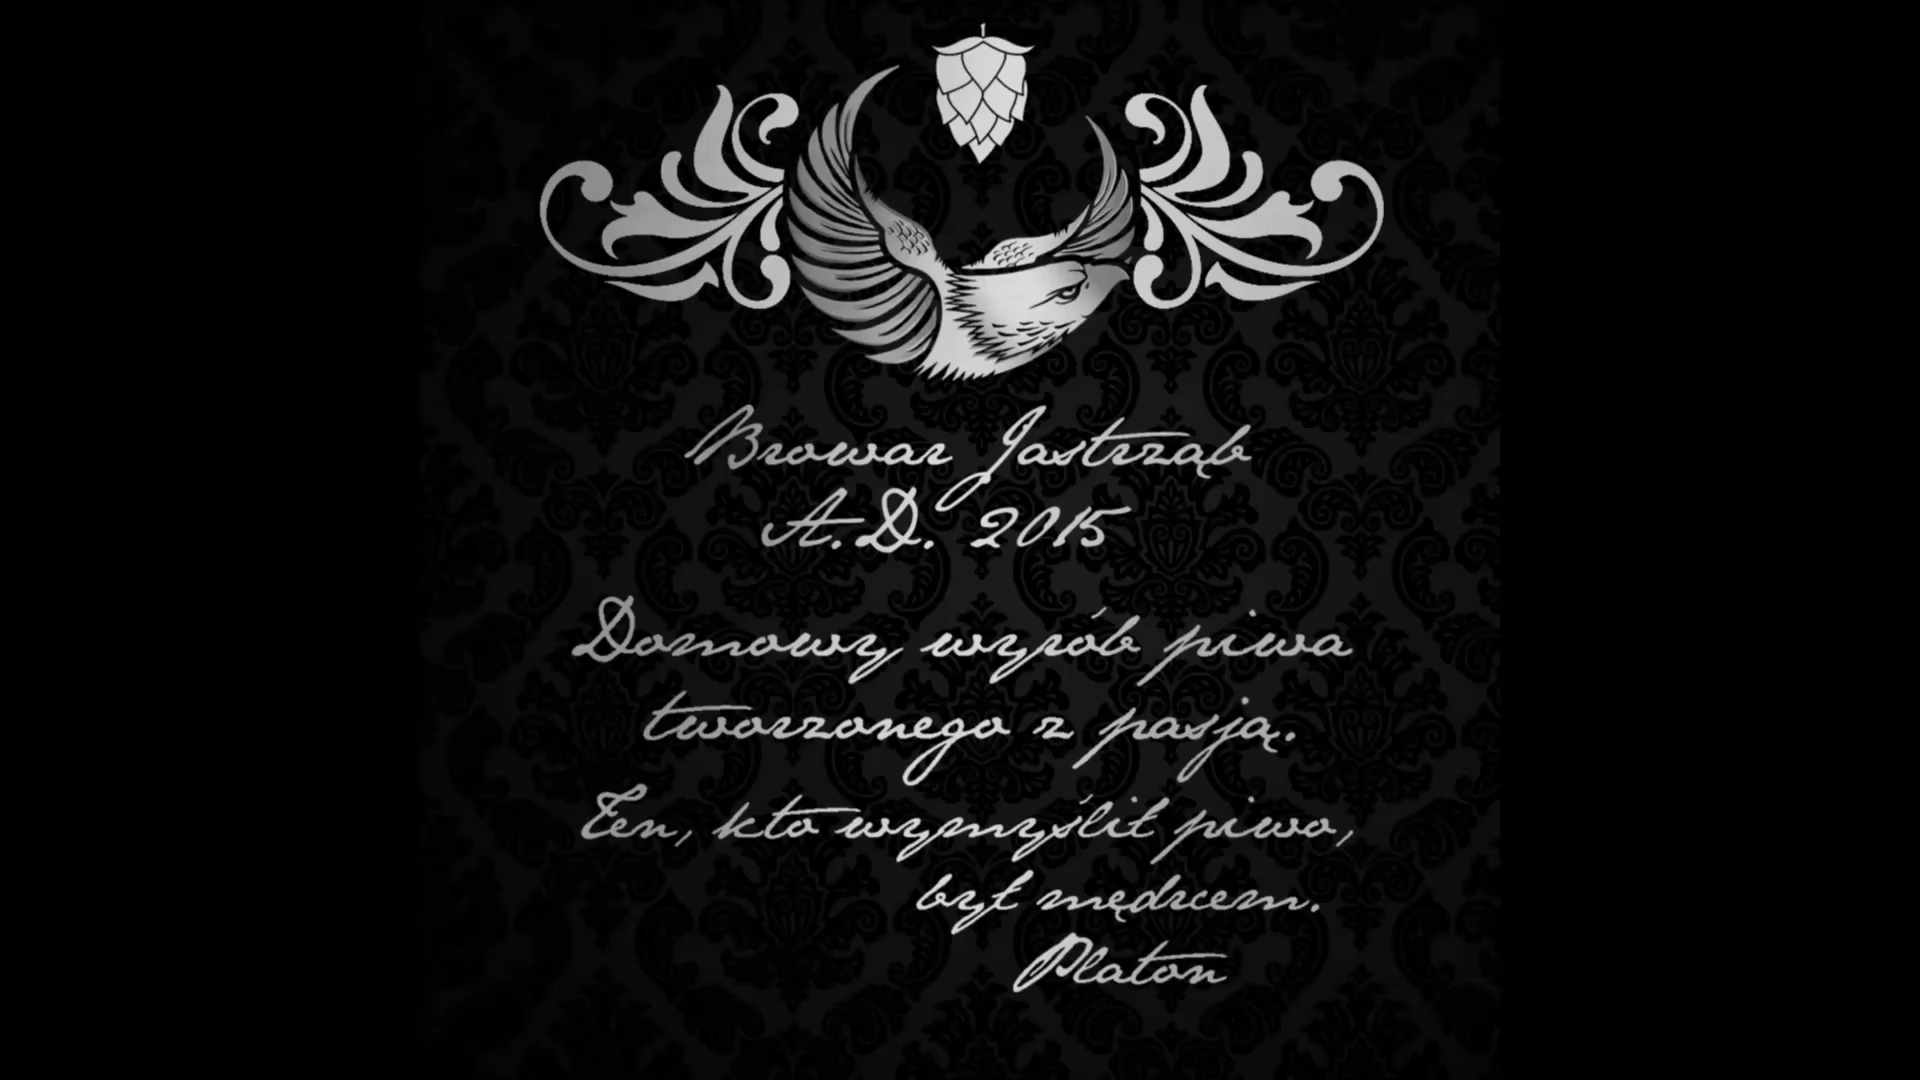 Browar Jastrząb
A.D. 2015
Domowy wyrób piwa
tworzonego z pasją.
Ten, kto wymyślił piwo,
był mędrcem.
Platon